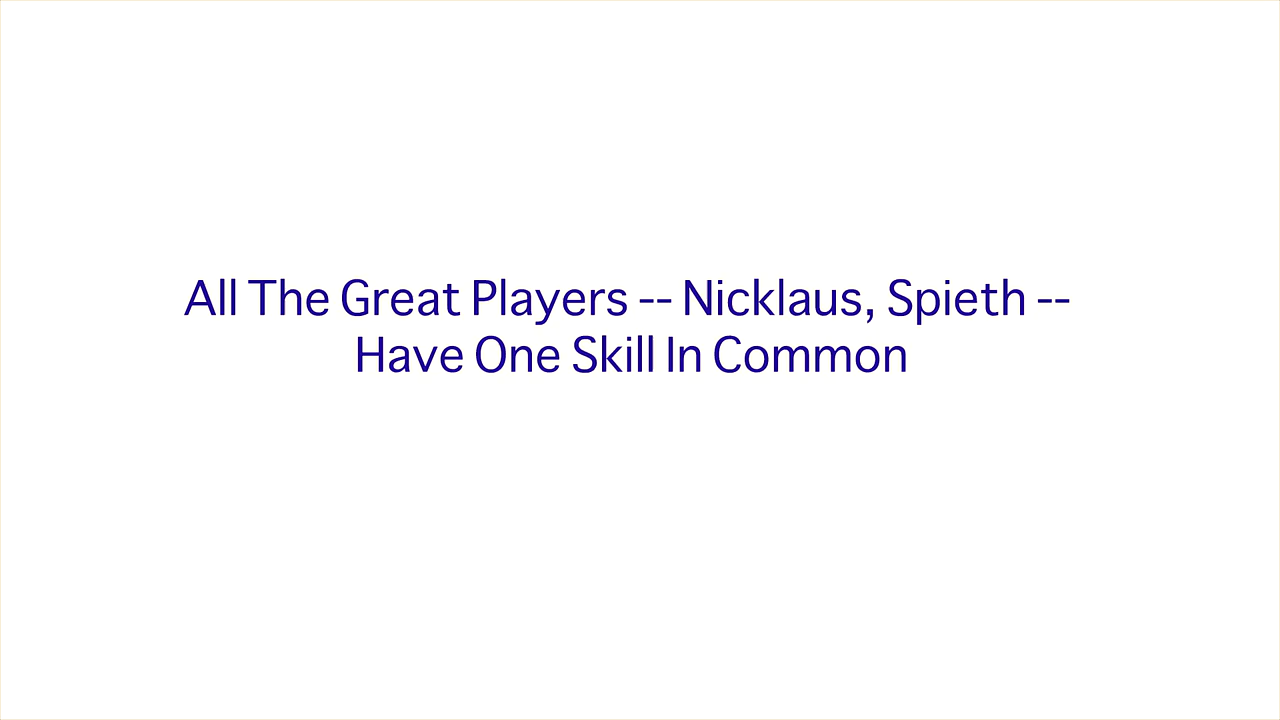 All The Great Players -- Nicklaus, Spieth --
Have One Skill In Common